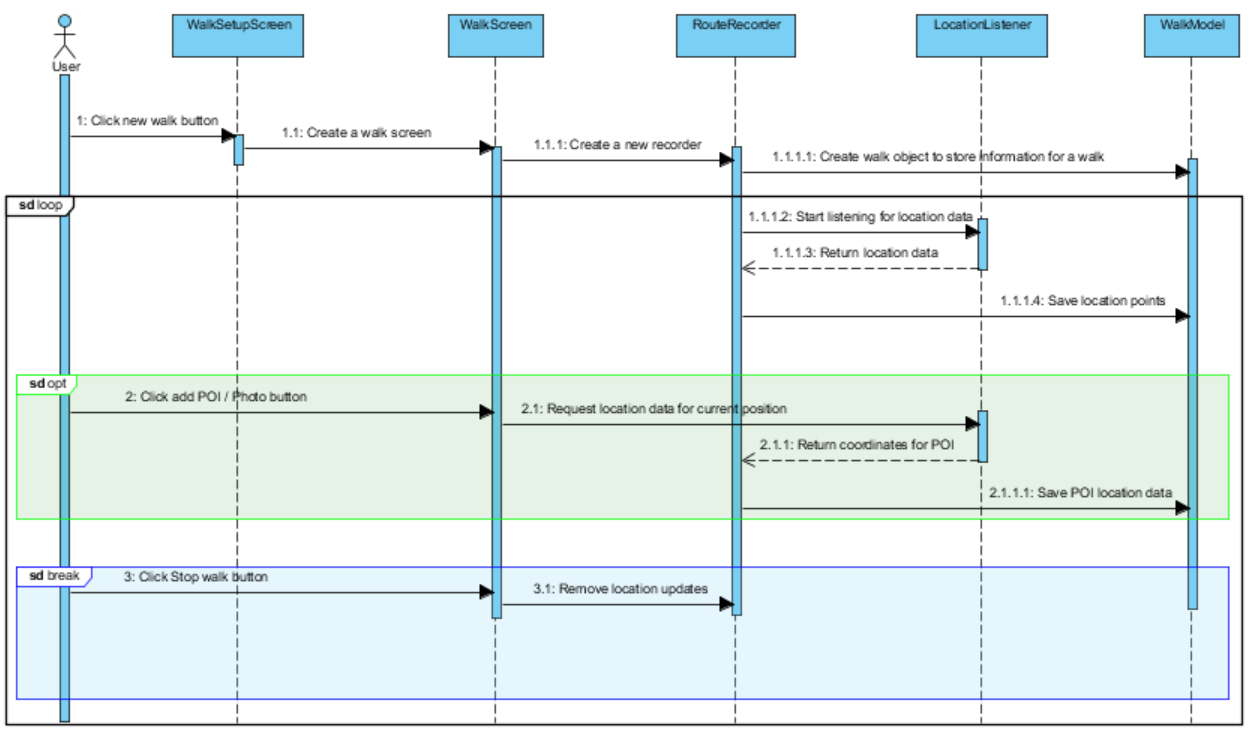 WalkSetupScreen
WalkScreen
RouteRecorder
LocationListener
WalkModel
User
1: Click new walk button
1.1: Create a walk screen
1.1.1: Create a new recorder
1.1.1.1: Create walk object to store information for a walk
sd loop
1.1.1.2: Start listening for location data
1.1.1.3: Return location data
1.1.1.4: Save location points
sd opt
2: Click add POI / Photo button
2.1: Request location data for current position
2.1.1: Return coordinates for POI
2.1.1.1: Save POI location data
sd break
3: Click Stop walk button
3.1: Remove location updates